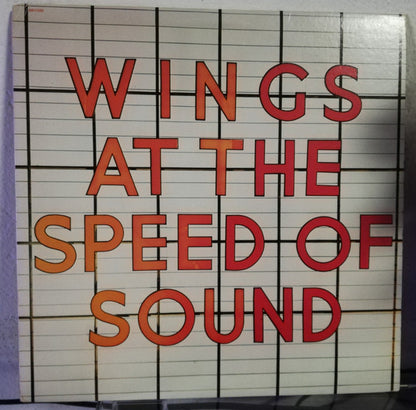 WINGS
AT THE
SPEED OF
SOUND